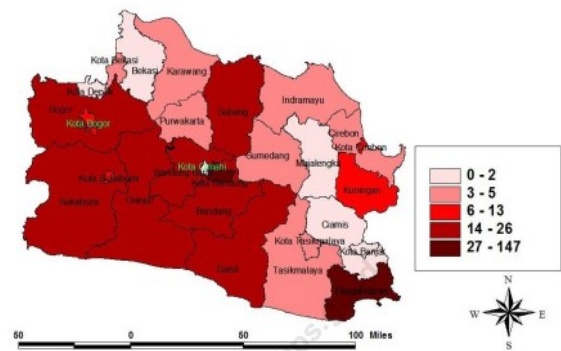 Kota Bekasi
Bekasi
Karawang
Kota Depok
Bogor
Kota Bogor
Purwakarta
Subang
Indramayu
Cirebon
Kota Cirebon
Sumedang
Majalengka
Kuningan
Kota Cimahi
Kota Bandung
Kota Sukabumi
Sukabumi
Cianjur
Bandung
Ciamis
Kota Tasikmalaya
Kota Banjar
Garut
Tasikmalaya
0 - 2
3 - 5
6 - 13
14 - 26
27 - 147
N
W E
S
60 0 50 100 Miles